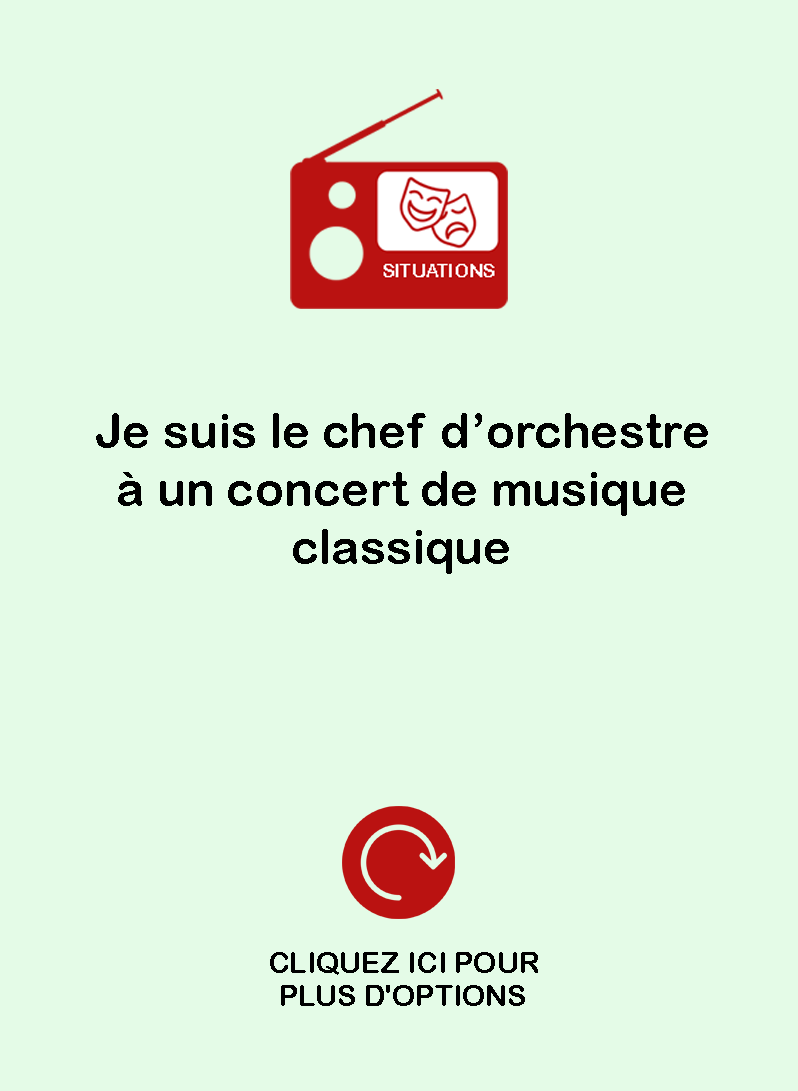 SITUATIONS
Je suis le chef d’orchestre
à un concert de musique
classique
CLIQUEZ ICI POUR
PLUS D'OPTIONS